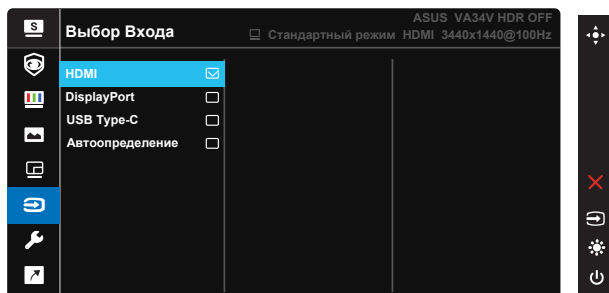 S
Выбор Входа
ASUS VA34V HDR OFF
Стандартный режим HDMI 3440x1440@100Hz
HDMI
DisplayPort
USB Type-C
Автоопределение